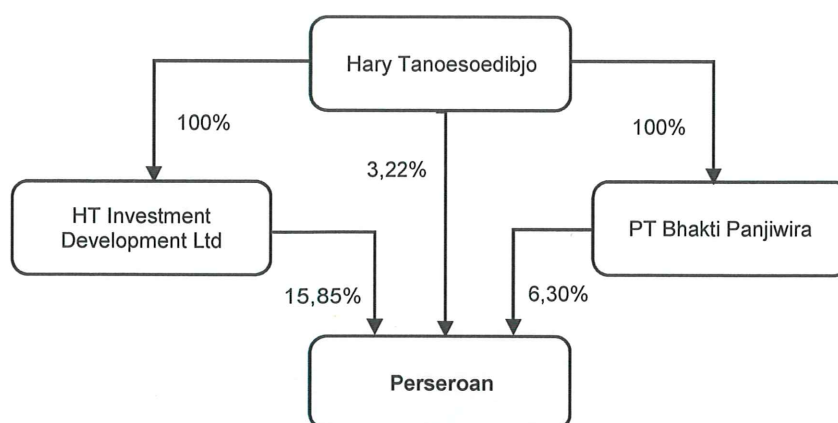 Hary Tanoesoedibjo
100%
100%
3,22%
HT Investment
Development Ltd
PT Bhakti Panjiwira
15,85%
6,30%
Perseroan